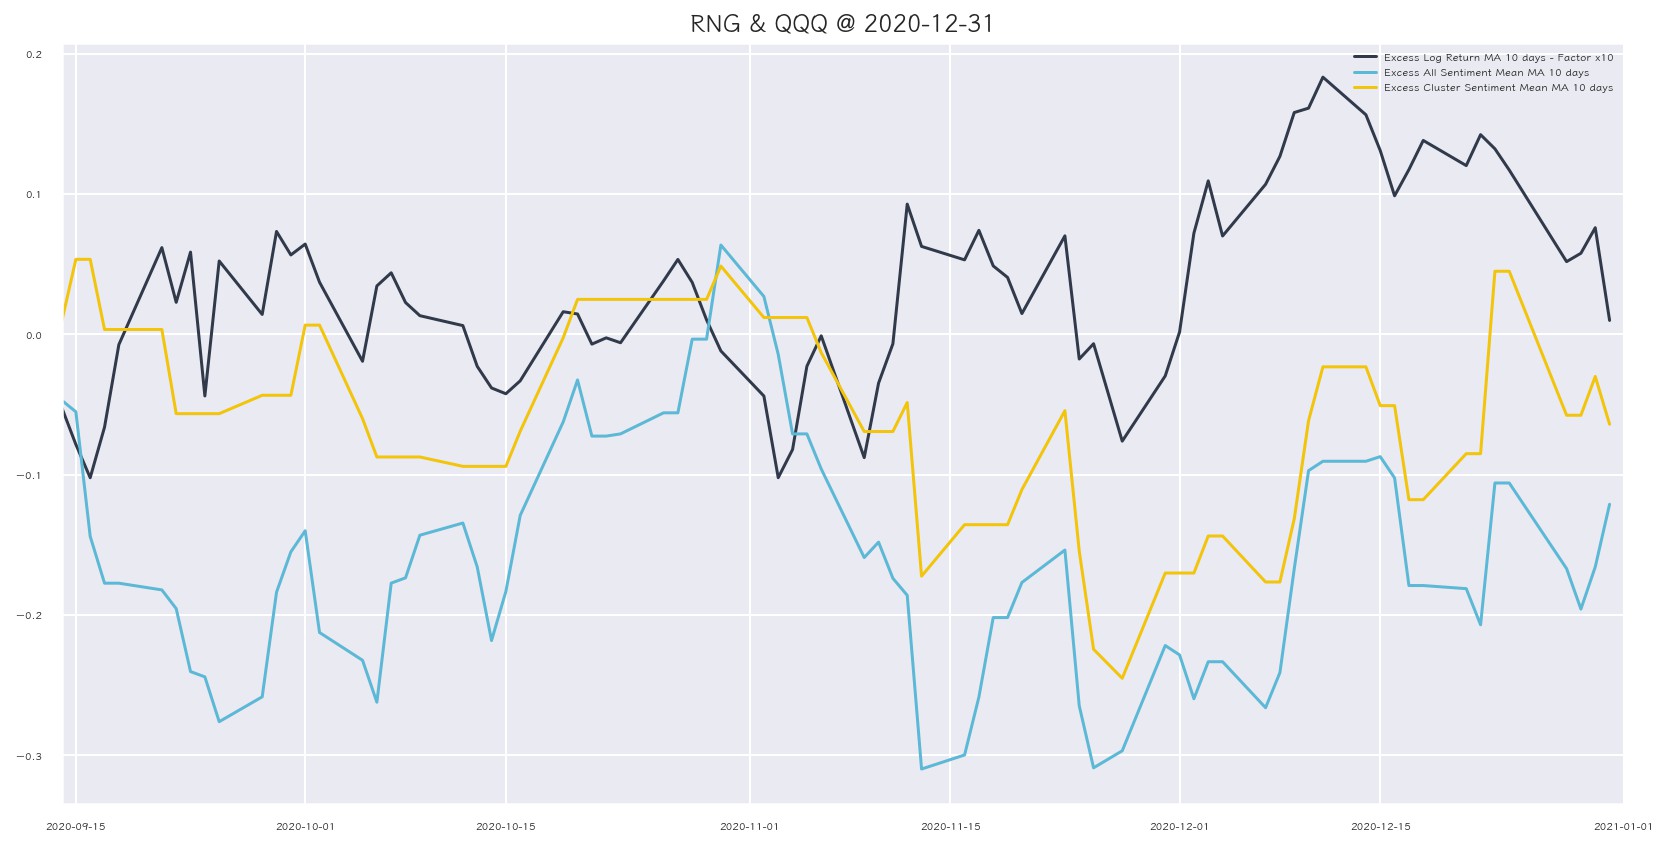 RNG & QQQ @ 2020-12-31
Excess Log Return MA 10 days - Factor x10
Excess All Sentiment Mean MA 10 days
Excess Cluster Sentiment Mean MA 10 days
0.2
0.1
0.0
−0.1
−0.2
−0.3
2020-09-15 2020-10-01 2020-10-15 2020-11-01 2020-11-15 2020-12-01 2020-12-15 2021-01-01